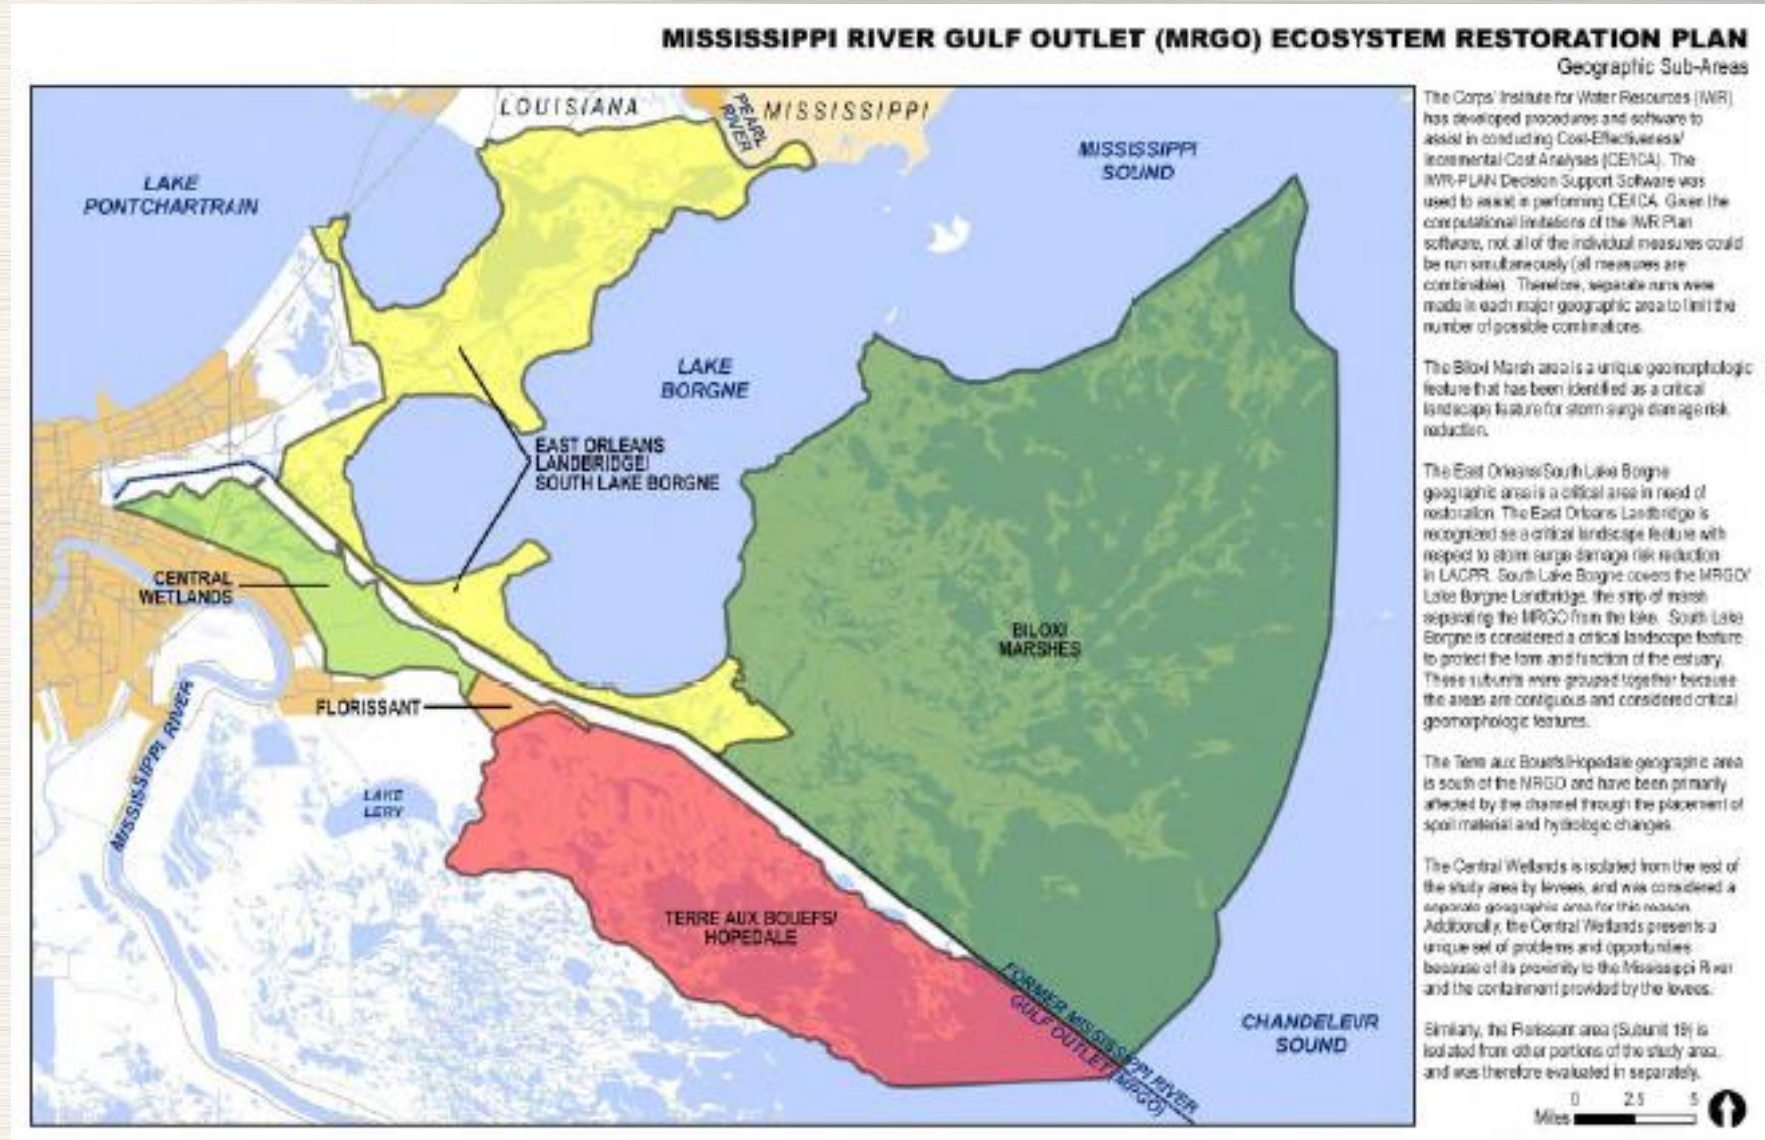 MISSISSIPPI RIVER GULF OUTLET (MRGO) ECOSYSTEM RESTORATION PLAN
Geographic Sub-Areas
LOUISIANA
PEARL
RIVER
MISSISSIPPI
LAKE
PONTCHARTRAIN
MISSISSIPPI
SOUND
LAKE
BORGNE
EAST ORLEANS
LANDBRIDGE/
SOUTH LAKE BORGNE
CENTRAL
WETLANDS
BILOXI
MARSHES
FLORISSANT
MISSISSIPPI RIVER
LAKE
LERY
TERRE AUX BOUEFS/
HOPEDALE
FORMER MISSISSIPPI RIVER
GULF OUTLET (MRGO)
CHANDELEUR
SOUND
The Corps' Institute for Water Resources (IWR)
has developed procedures and software to
assist in conducting Cost-Effectiveness/
Incremental Cost Analyses (CE/ICA). The
IWR-PLAN Decision Support Software was
used to assist in performing CE/ICA. Given the
computational limitations of the IWR Plan
software, not all of the individual measures could
be run simultaneously (all measures are
combinable). Therefore, separate runs were
made in each major geographic area to limit the
number of possible combinations.
The Biloxi Marsh area is a unique geomorphologic
feature that has been identified as a critical
landscape feature for storm surge damage risk
reduction.
The East Orleans/South Lake Borgne
geographic area is a critical area in need of
restoration. The East Orleans Landbridge is
recognized as a critical landscape feature with
respect to storm surge damage risk reduction
in LACPR. South Lake Borgne covers the MRGO/
Lake Borgne Landbridge, the strip of marsh
separating the MRGO from the lake. South Lake
Borgne is considered a critical landscape feature
to protect the form and function of the estuary.
These subunits were grouped together because
the areas are contiguous and considered critical
geomorphologic features.
The Terre aux Bouefs/Hopedale geographic area
is south of the MRGO and have been primarily
affected by the channel through the placement of
spoil material and hydrologic changes.
The Central Wetlands is isolated from the rest of
the study area by levees, and was considered a
separate geographic area for this reason.
Additionally, the Central Wetlands presents a
unique set of problems and opportunities
because of its proximity to the Mississippi River
and the containment provided by the levees.
Similarly, the Florissant area (Subunit 19) is
isolated from other portions of the study area,
and was therefore evaluated in separately.
0 2.5 5
Miles